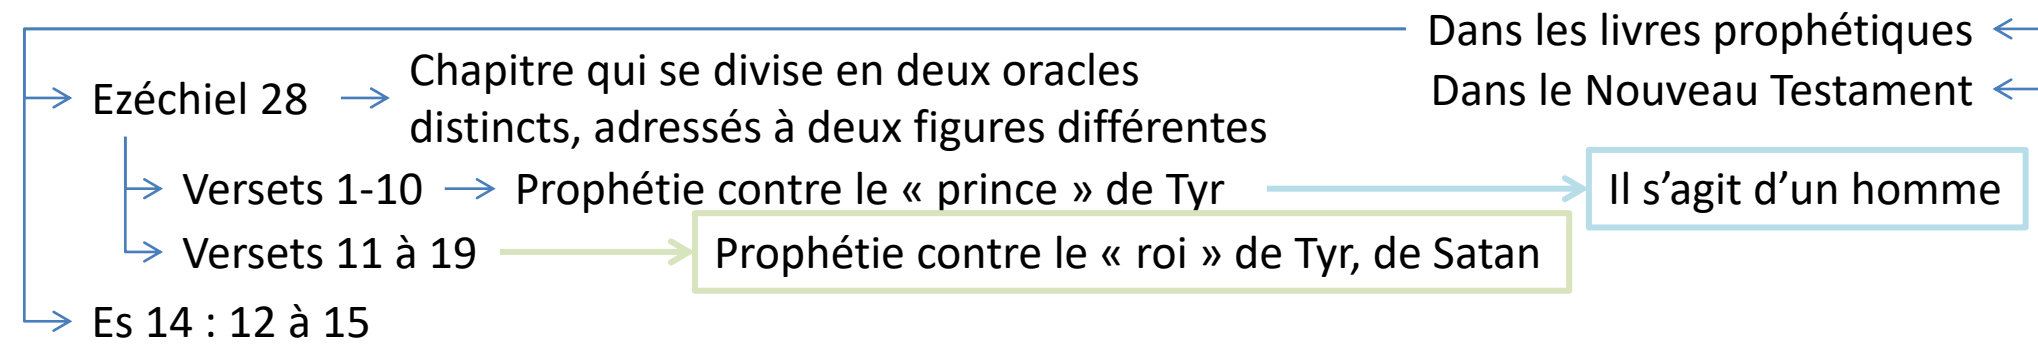 Dans les livres prophétiques
Dans le Nouveau Testament
Ezéchiel 28
Chapitre qui se divise en deux oracles
distincts, adressés à deux figures différentes
Versets 1-10
Prophétie contre le « prince » de Tyr
Il s’agit d’un homme
Versets 11 à 19
Prophétie contre le « roi » de Tyr, de Satan
Es 14 : 12 à 15